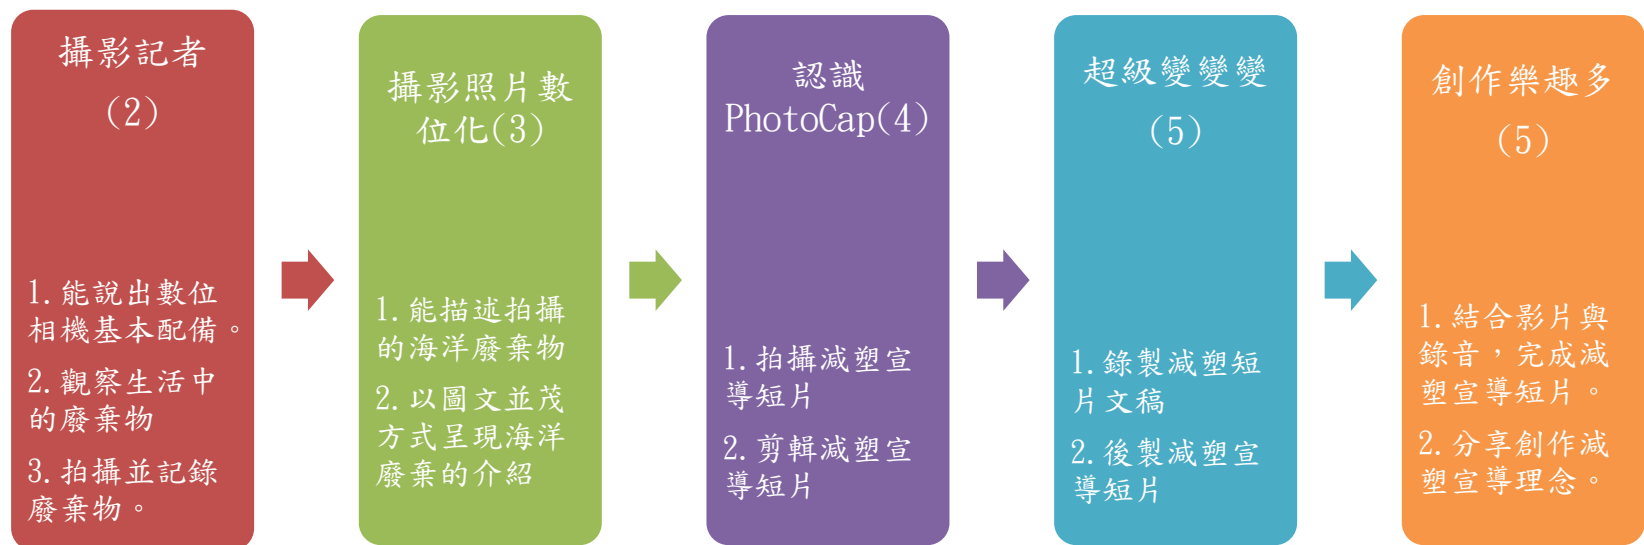 攝影記者
(2)
1.能說出數位
相機基本配備。
2.觀察生活中
的廢棄物
3.拍攝並記錄
廢棄物。
攝影照片數
位化(3)
1.能描述拍攝
的海洋廢棄物
2.以圖文並茂
方式呈現海洋
廢棄的介紹
認識
PhotoCap(4)
1.拍攝減塑宣
導短片
2.剪輯減塑宣
導短片
超級變變變
(5)
1.錄製減塑短
片文稿
2.後製減塑宣
導短片
創作樂趣多
(5)
1.結合影片與
錄音，完成減
塑宣導短片。
2.分享創作減
塑宣導理念。